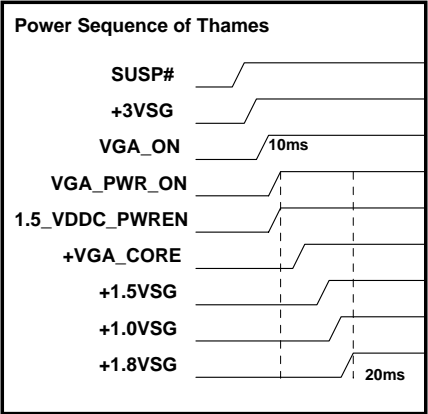 Power Sequence of Thames
SUSP#
+3VSG
VGA_ON
10ms
VGA_PWR_ON
1.5_VDDC_PWREN
+VGA_CORE
+1.5VSG
+1.0VSG
+1.8VSG
20ms